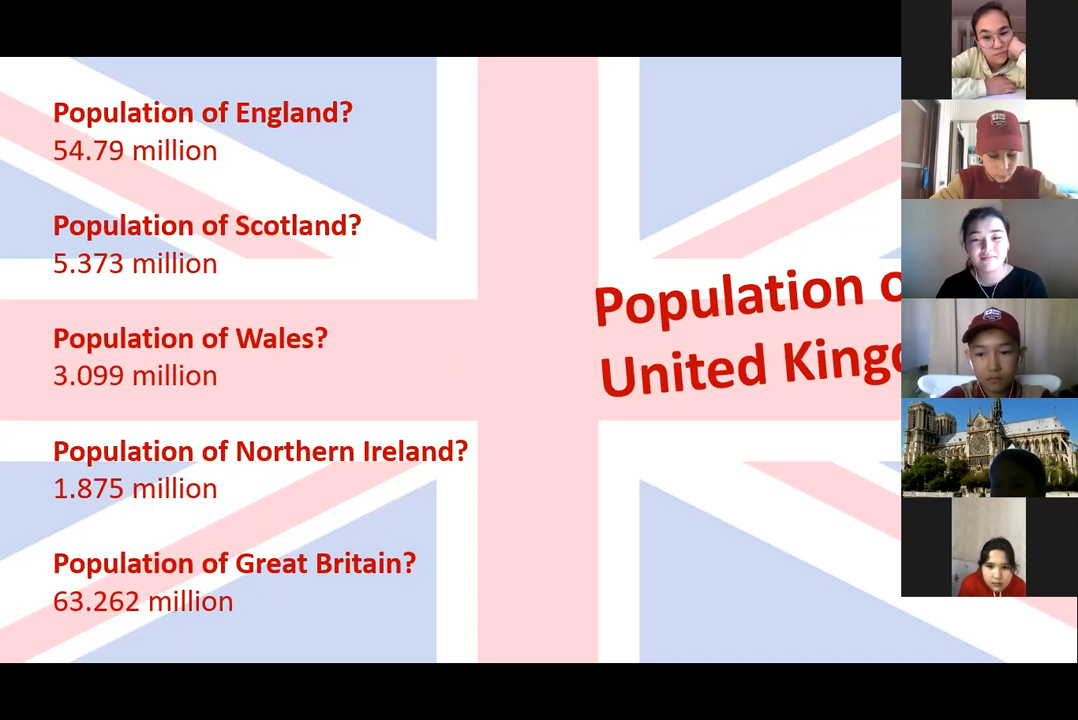 Population of England?
54.79 million
Population of Scotland?
5.373 million
Population of Wales?
3.099 million
Population of Northern Ireland?
1.875 million
Population of Great Britain?
63.262 million
Population
United